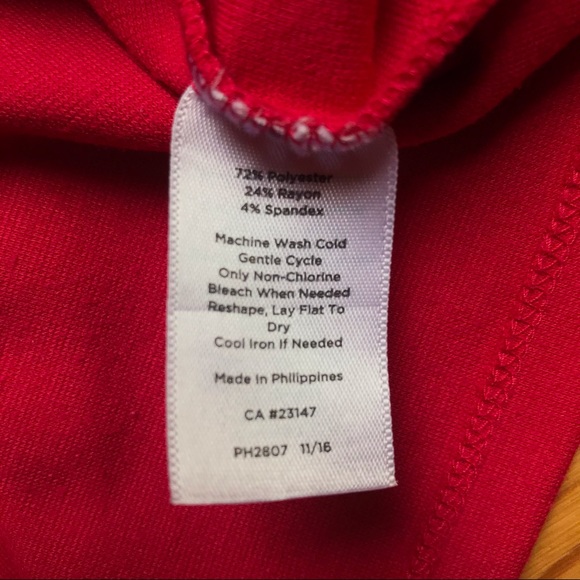 72% Polyester
24% Rayon
4% Spandex
Machine Wash Cold
Gentle Cycle
Only Non-Chlorine
Bleach When Needed
Reshape, Lay Flat To
Dry
Cool Iron If Needed
Made in Philippines
CA #23147
PH2807 11/16